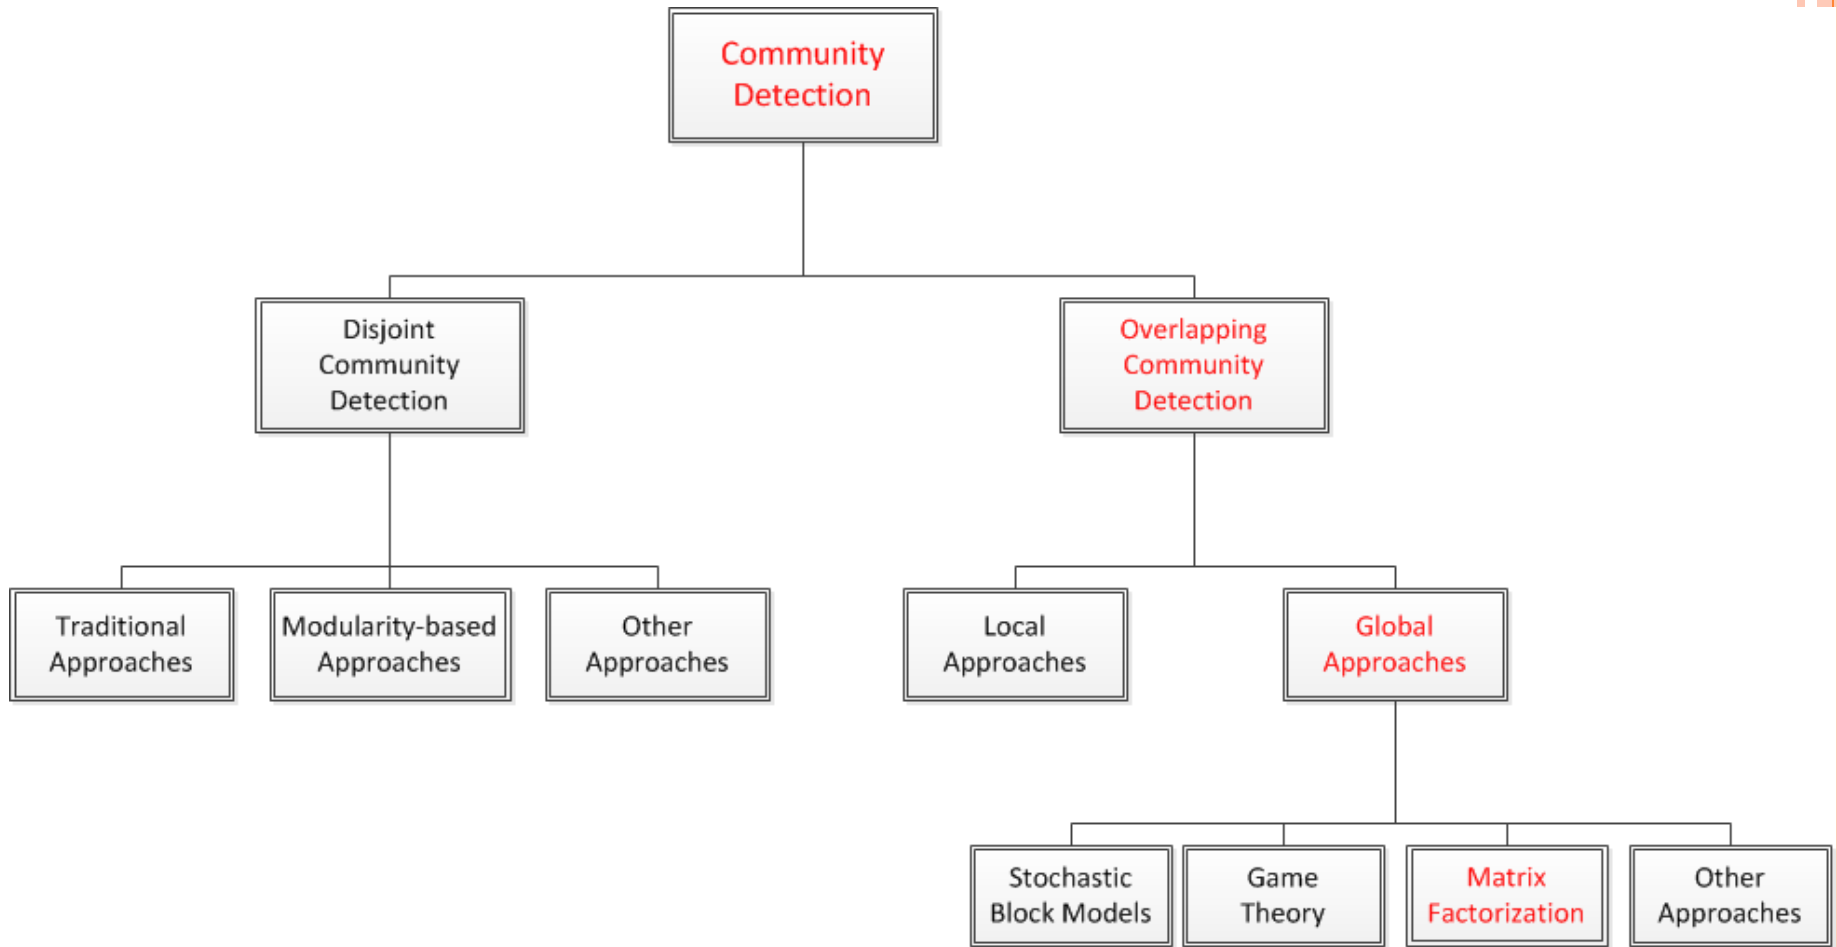 Community
Detection
Disjoint
Community
Detection
Overlapping
Community
Detection
Traditional
Approaches
Modularity-based
Approaches
Other
Approaches
Local
Approaches
Global
Approaches
Stochastic
Block Models
Game
Theory
Matrix
Factorization
Other
Approaches